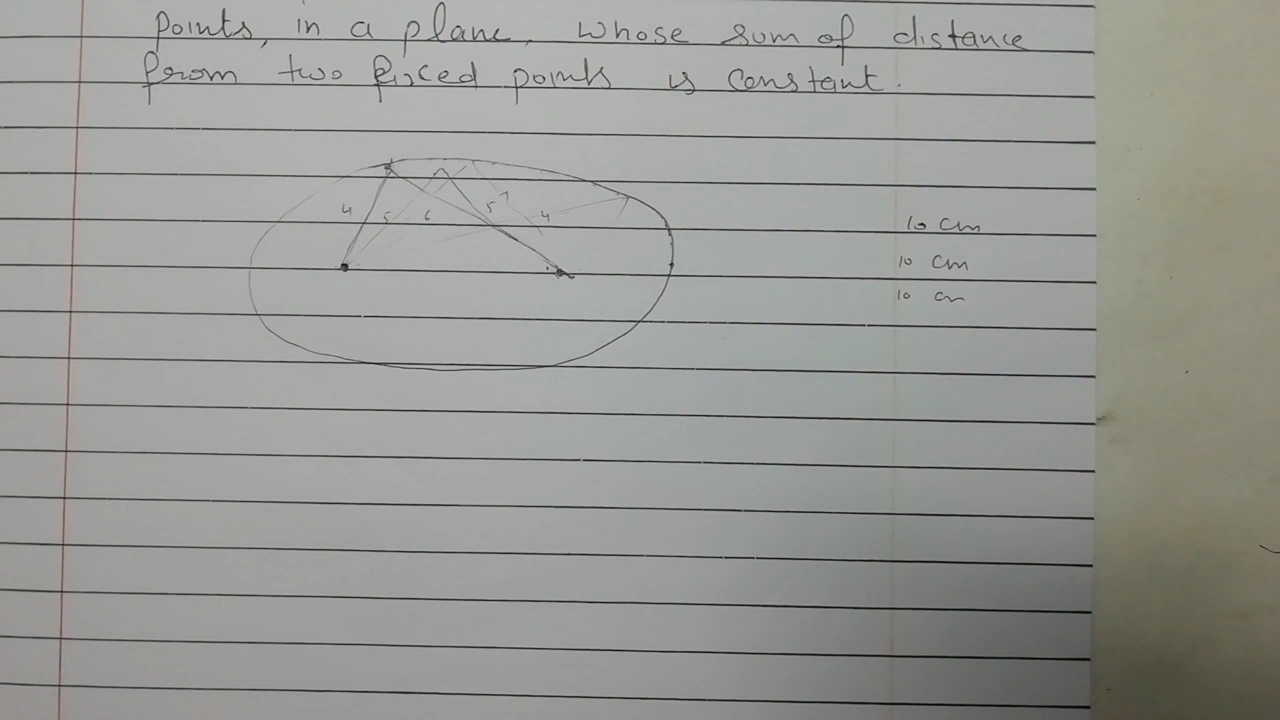 points, in a plane, whose sum of distance
from two fixed points is constant.
4 5 6 5 7 4
10 cm
10 cm
10 cm